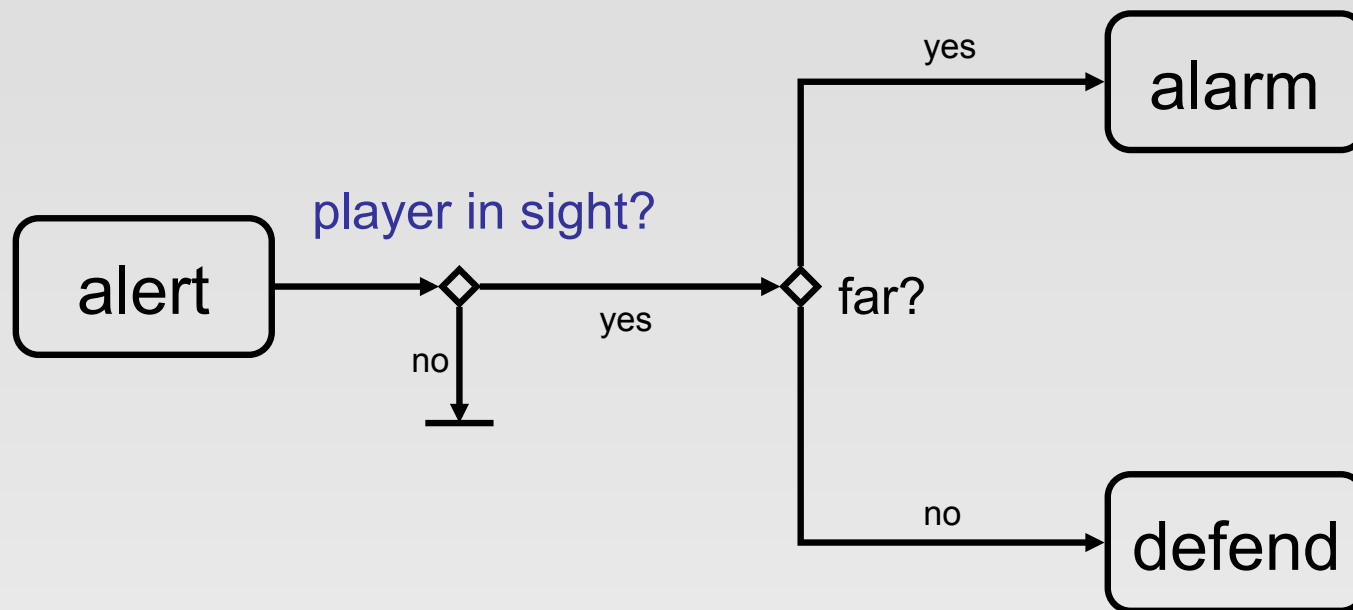 yes
alarm
player in sight?
alert
far?
yes
no
no
defend